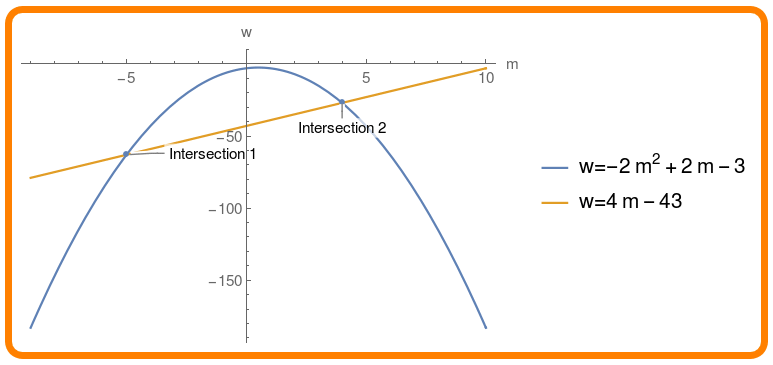 w
m
−5
5
10
−50
−100
−150
Intersection 1
Intersection 2
w=−2 m² + 2 m − 3
w=4 m − 43